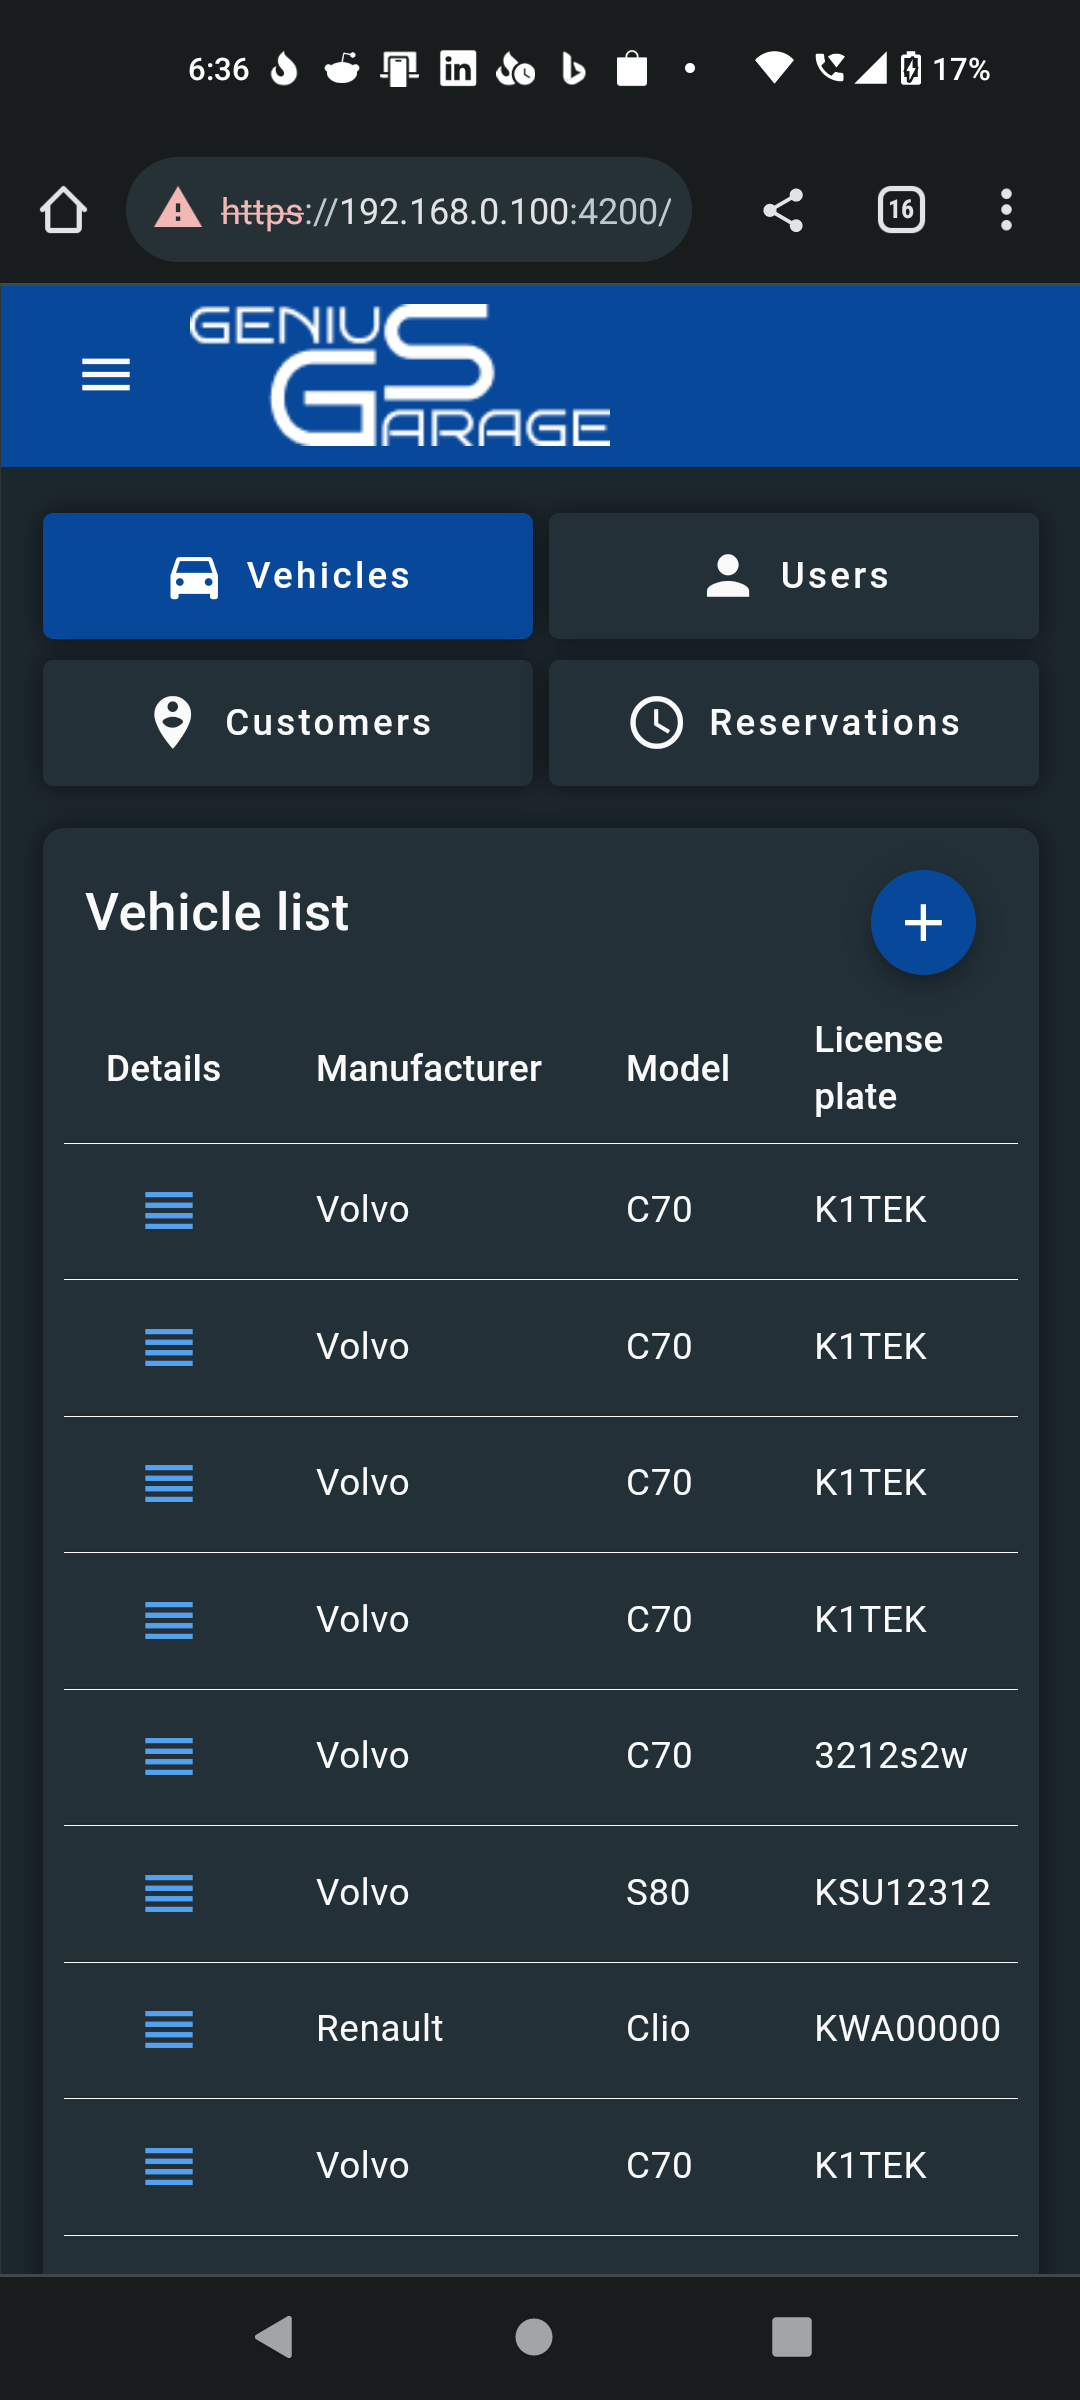 6:36 17%
https://192.168.0.100:4200/ 16
GENIUS
GARAGE
Vehicles Users
Customers Reservations
Vehicle list
Details Manufacturer Model License plate
Volvo C70 K1TEK
Volvo C70 K1TEK
Volvo C70 K1TEK
Volvo C70 K1TEK
Volvo C70 3212s2w
Volvo S80 KSU12312
Renault Clio KWA00000
Volvo C70 K1TEK